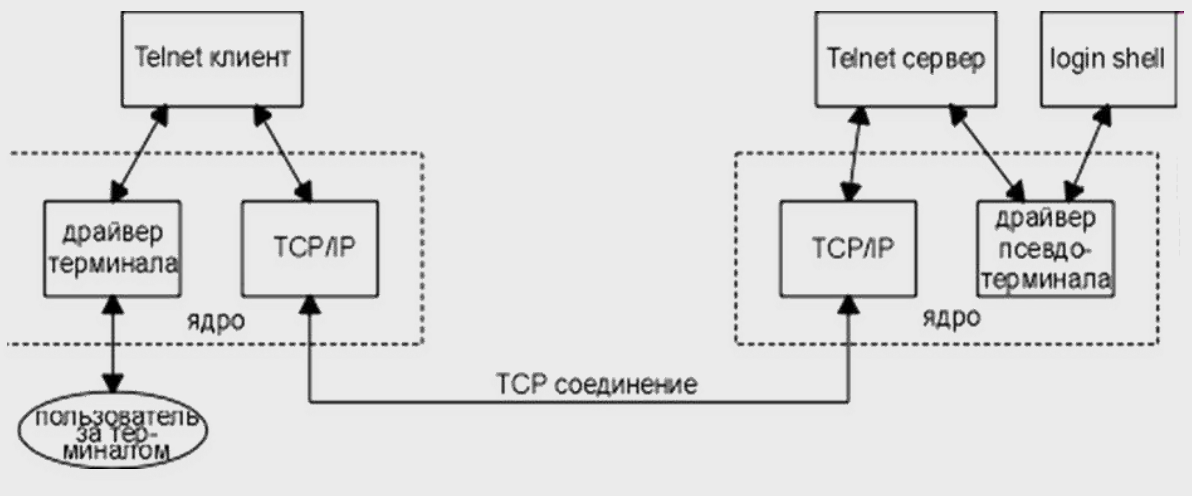 Telnet клиент
Telnet сервер
login shell
драйвер
терминала
TCP/IP
ядро
TCP/IP
драйвер
псевдо-
терминала
ядро
TCP соединение
пользователь
за тер-
миналом